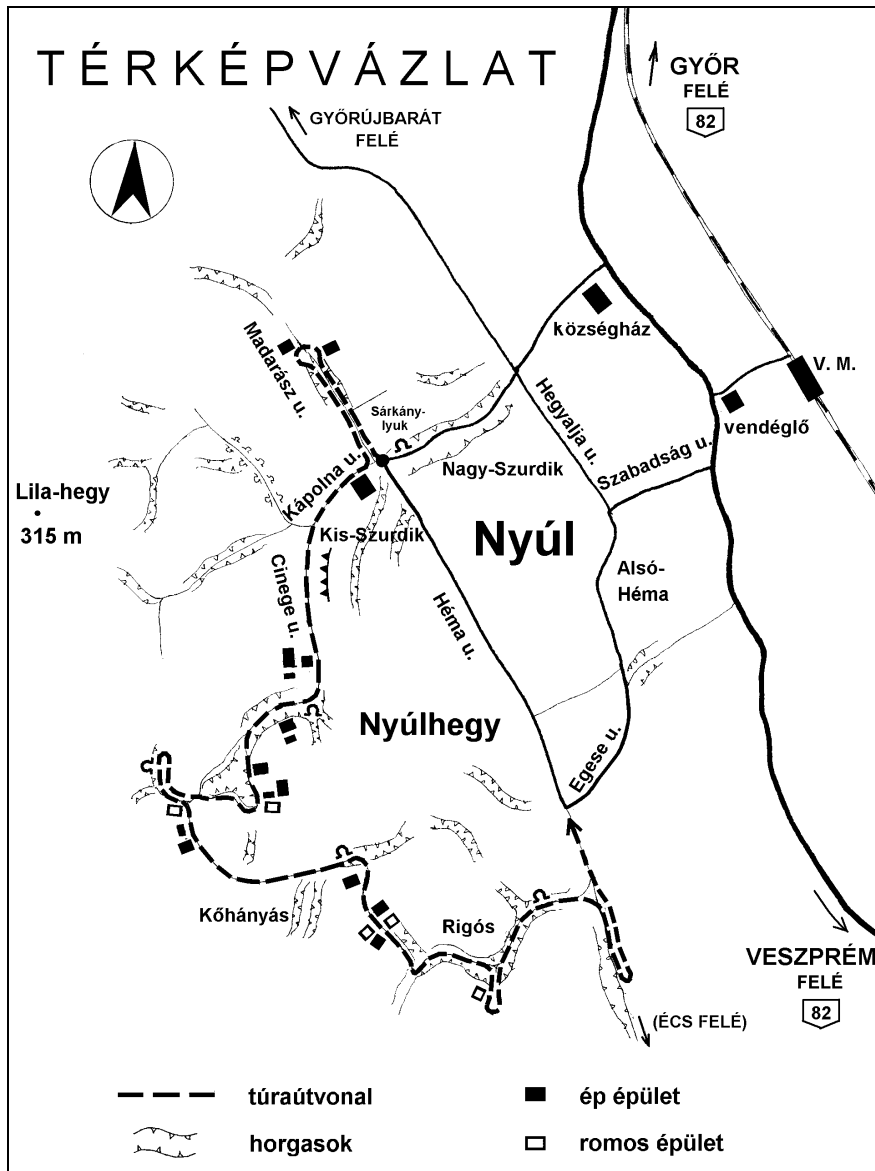 TÉRKÉPVÁZLAT
GYŐR
FELÉ
82
GYŐRÚJBARÁT
FELÉ
községház
V. M.
Madarász u.
Sárkány-
lyuk
Hegyalja u.
vendéglő
Nagy-Szurdik
Szabadság u.
Kápolna u.
Lila-hegy
315 m
Kis-Szurdik
Nyúl
Cinege u.
Alsó-
Héma
Héma u.
Nyúlhegy
Egese u.
Kőhányás
Rigós
VESZPRÉM
FELÉ
82
(ÉCS FELÉ)
túraútvonal
ép épület
horgasok
romos épület